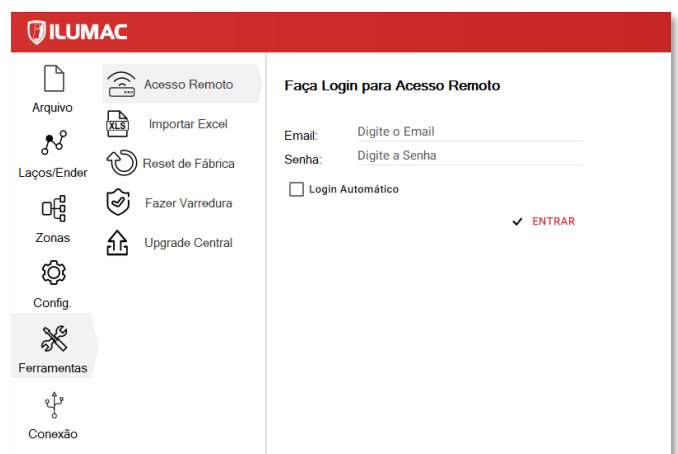 ILUMAC
Arquivo
Laços/Ender
Zonas
Config.
Ferramentas
Conexão
Acesso Remoto
XLS
Importar Excel
Reset de Fábrica
Fazer Varredura
Upgrade Central
Faça Login para Acesso Remoto
Email: Digite o Email
Senha: Digite a Senha
Login Automático
ENTRAR